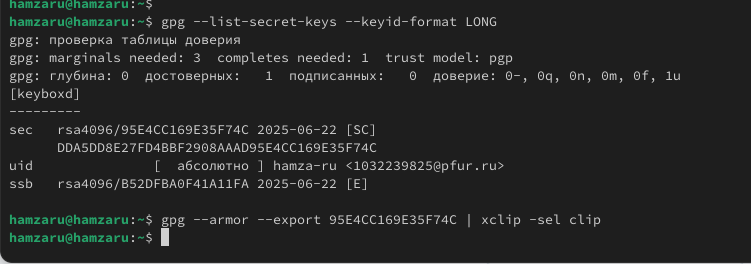 hamzaru@hamzaru:~$
hamzaru@hamzaru:~$ gpg --list-secret-keys --keyid-format LONG
gpg: проверка таблицы доверия
gpg: marginals needed: 3  completes needed: 1  trust model: pgp
gpg: глубина: 0  достоверных:   1  подписанных:   0  доверие: 0-, 0q, 0n, 0m, 0f, 1u
[keyboxd]
---------
sec   rsa4096/95E4CC169E35F74C 2025-06-22 [SC]
      DDA5DD8E27FD4BBF2908AAAD95E4CC169E35F74C
uid                 [  абсолютно ] hamza-ru <1032239825@pfur.ru>
ssb   rsa4096/B52DFBA0F41A11FA 2025-06-22 [E]

hamzaru@hamzaru:~$ gpg --armor --export 95E4CC169E35F74C | xclip -sel clip
hamzaru@hamzaru:~$